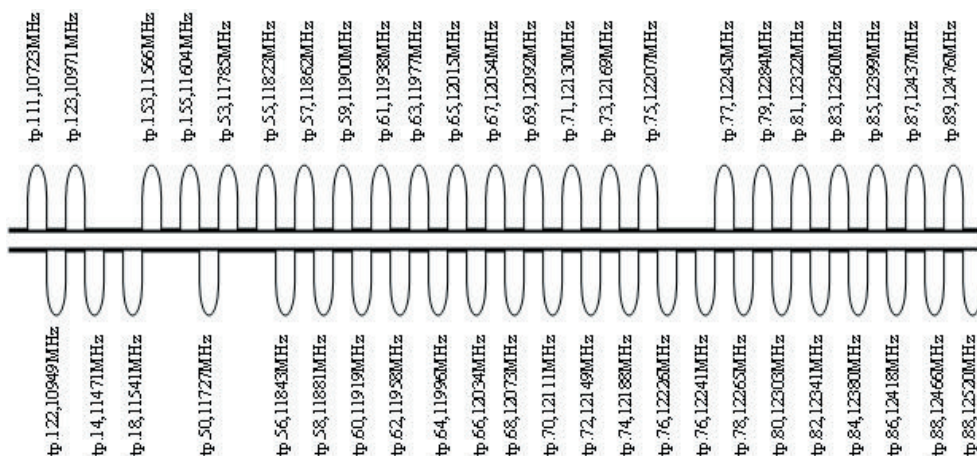 tp.111,10723MHz
tp.123,10971MHz
tp.153,11566MHz
tp.155,11604MHz
tp.53,11785MHz
tp.55,11823MHz
tp.57,11862MHz
tp.59,11900MHz
tp.61,11938MHz
tp.63,11977MHz
tp.65,12015MHz
tp.67,12054MHz
tp.69,12092MHz
tp.71,12130MHz
tp.73,12169MHz
tp.75,12207MHz
tp.77,12245MHz
tp.79,12284MHz
tp.81,12322MHz
tp.83,12360MHz
tp.85,12399MHz
tp.87,12437MHz
tp.89,12476MHz
tp.122,10949MHz
tp.14,11471MHz
tp.18,11541MHz
tp.50,11727MHz
tp.56,11843MHz
tp.58,11881MHz
tp.60,11919MHz
tp.62,11958MHz
tp.64,11996MHz
tp.66,12034MHz
tp.68,12073MHz
tp.70,12111MHz
tp.72,12149MHz
tp.74,12188MHz
tp.76,12226MHz
tp.76,12241MHz
tp.78,12265MHz
tp.80,12303MHz
tp.82,12341MHz
tp.84,12380MHz
tp.86,12418MHz
tp.88,12466MHz
tp.88,12520MHz